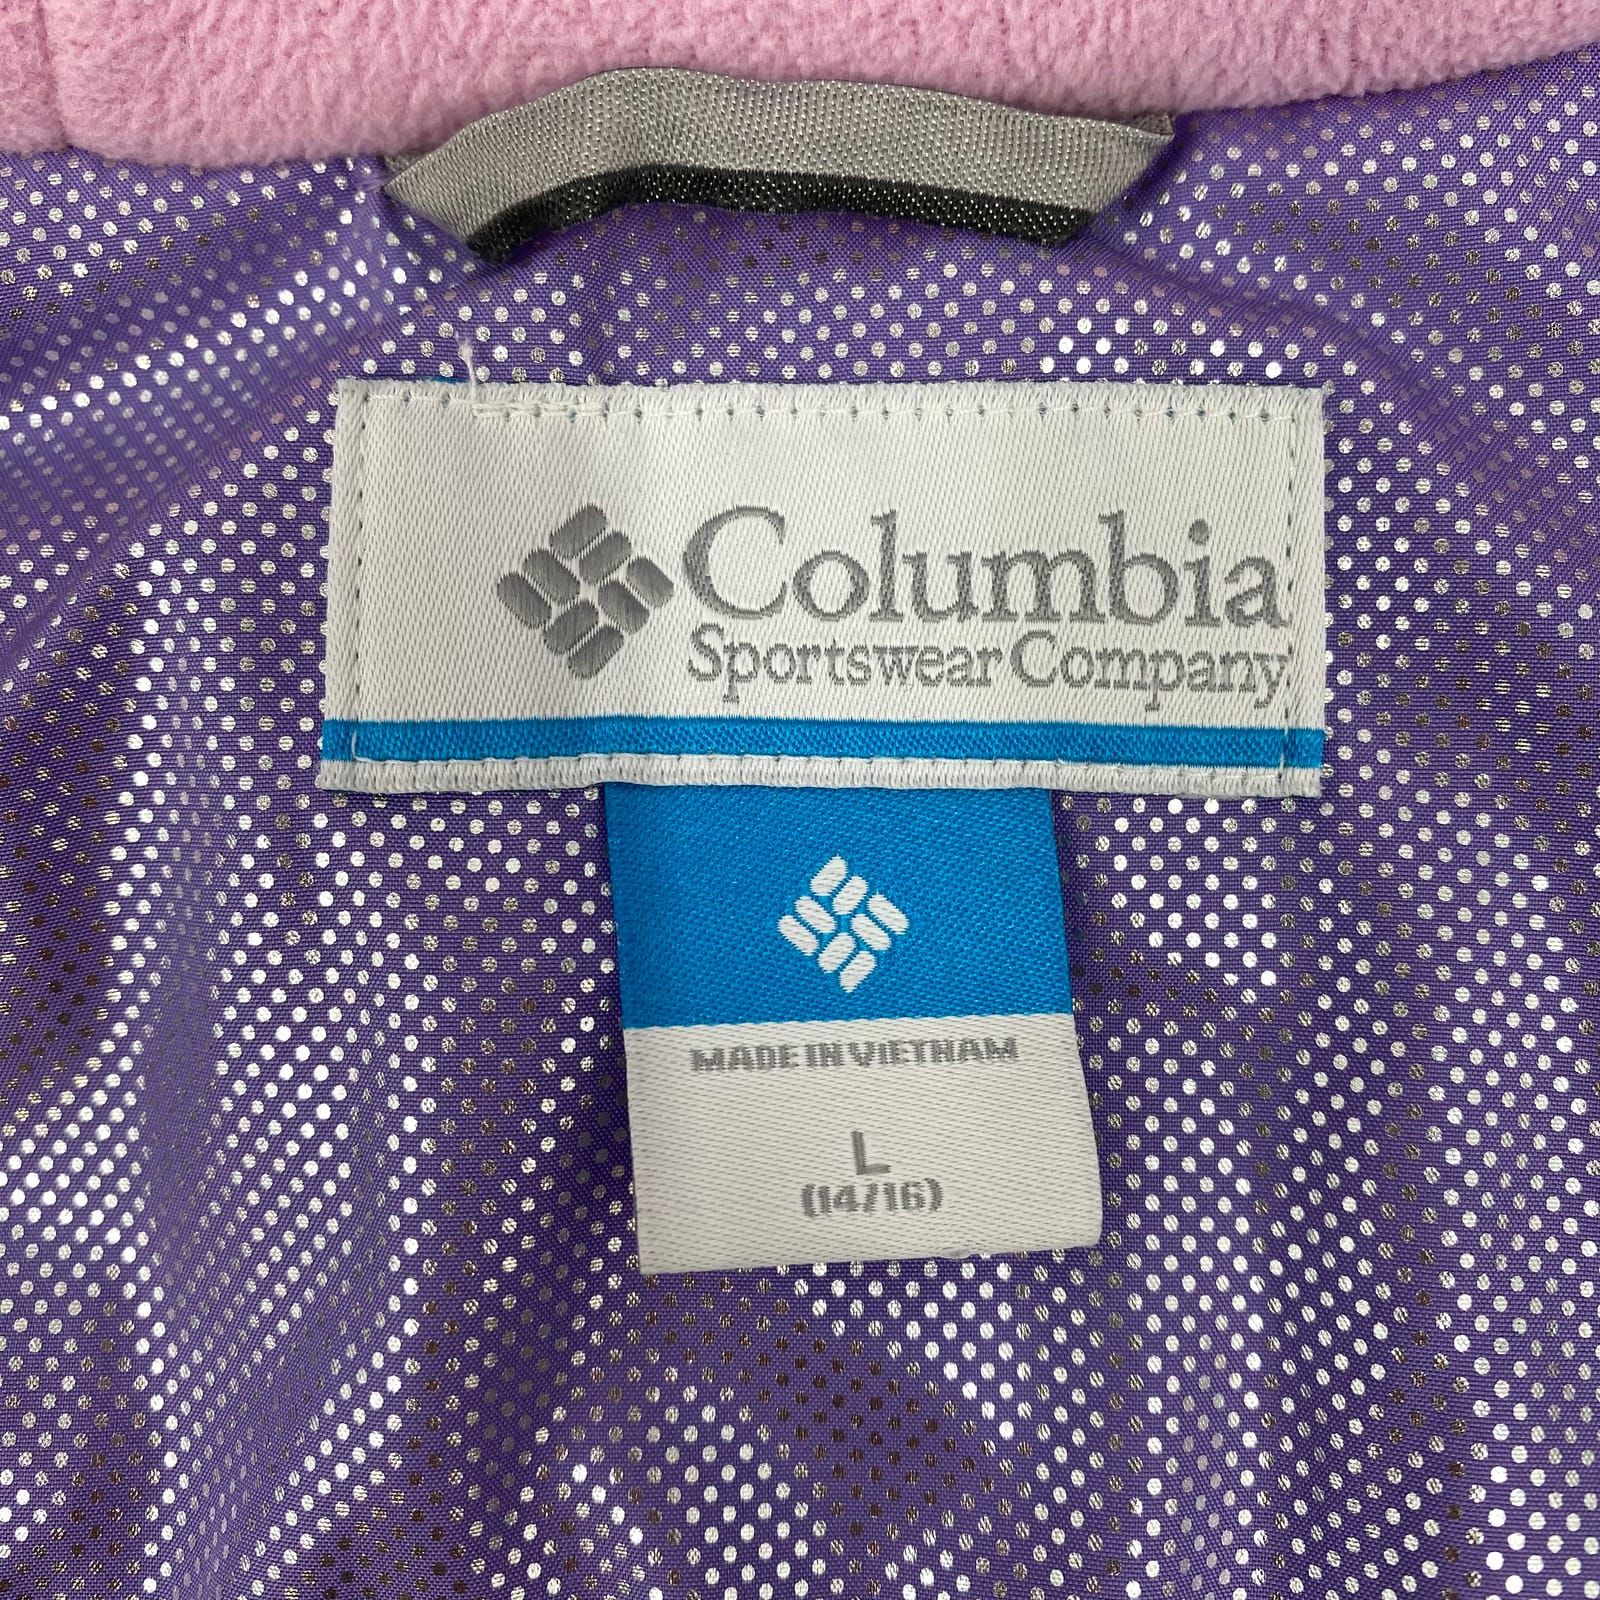 Columbia
Sportswear Company
MADE IN VIETNAM
L
(14/16)